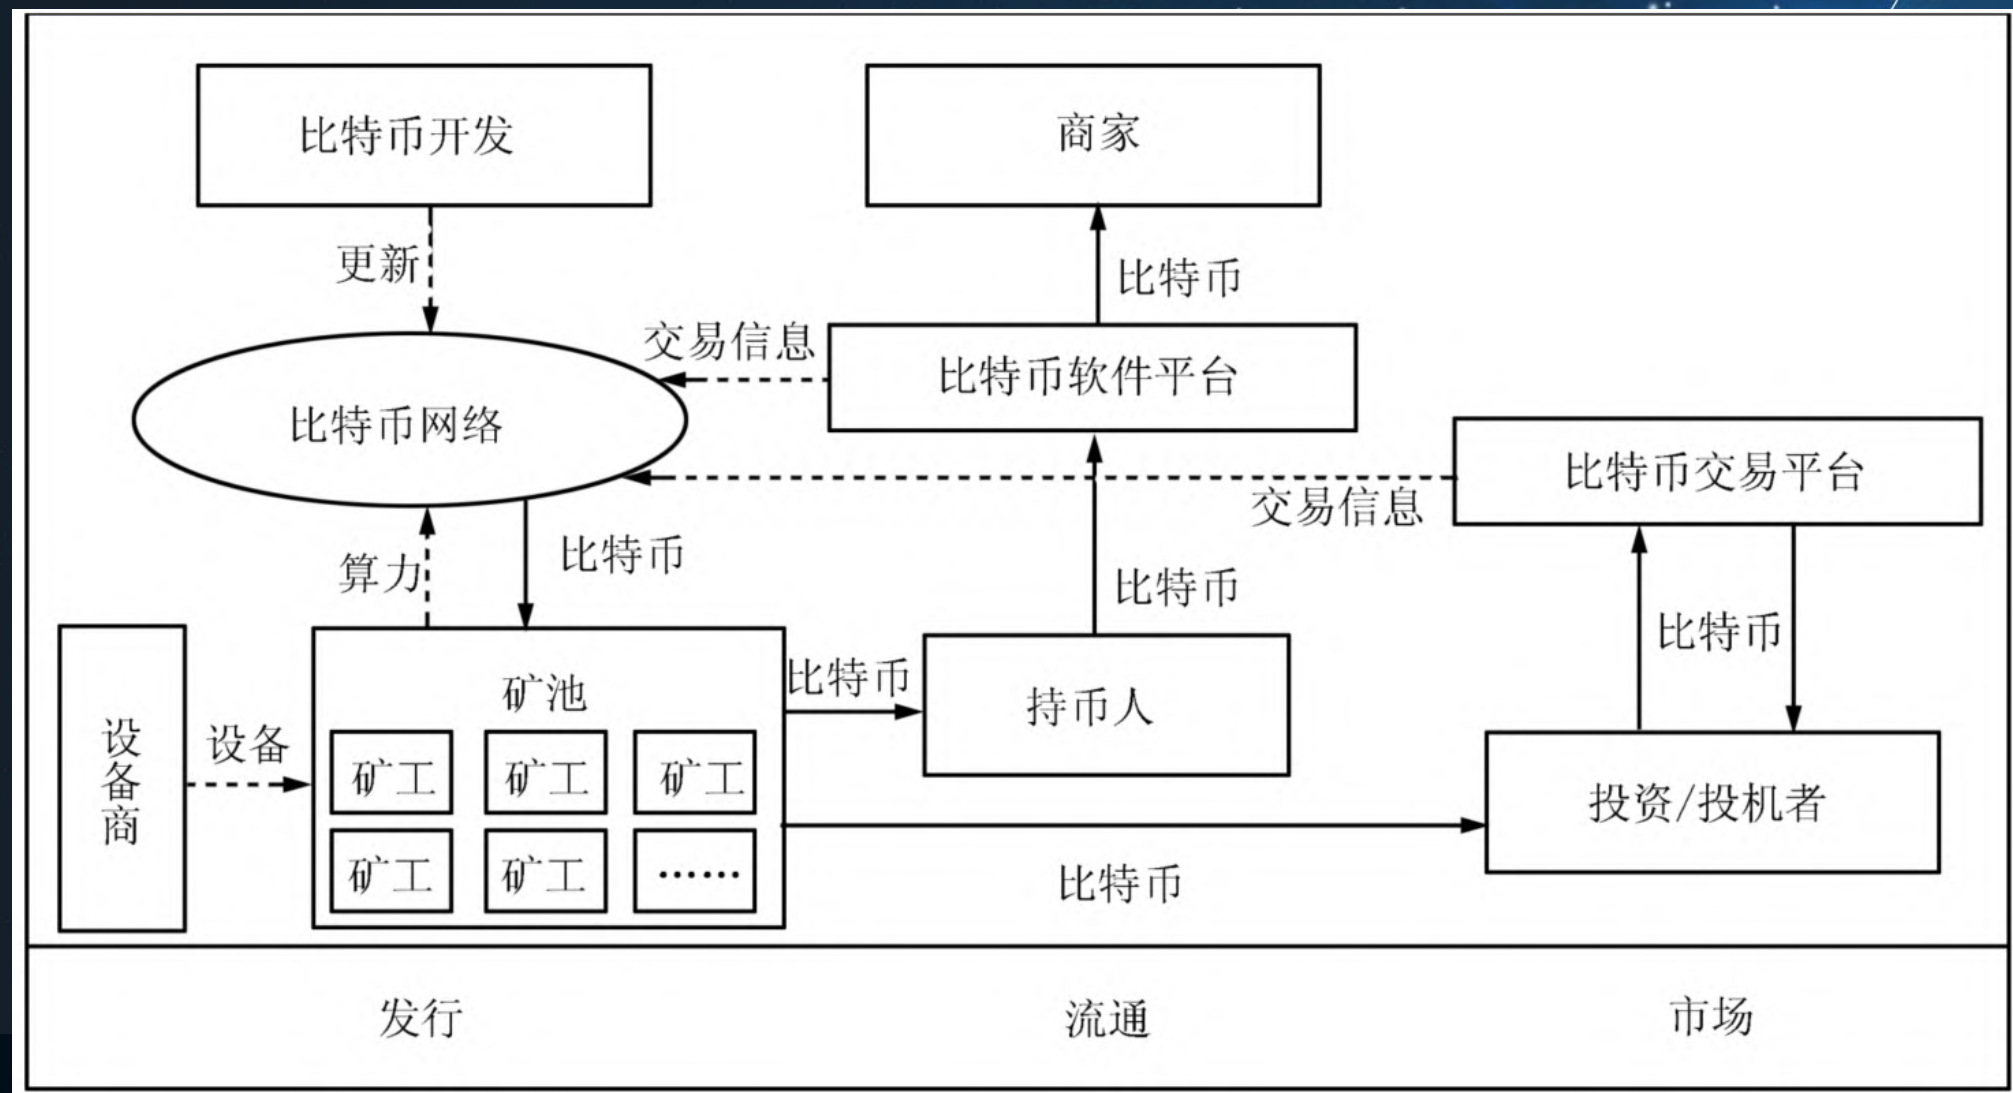 比特币开发
商家
更新
比特币
交易信息
比特币软件平台
比特币网络
比特币交易平台
交易信息
算力
比特币
比特币
比特币
设备商
设备
矿池
比特币
持币人
矿工
矿工
矿工
投资/投机者
矿工
矿工
……
比特币
发行
流通
市场